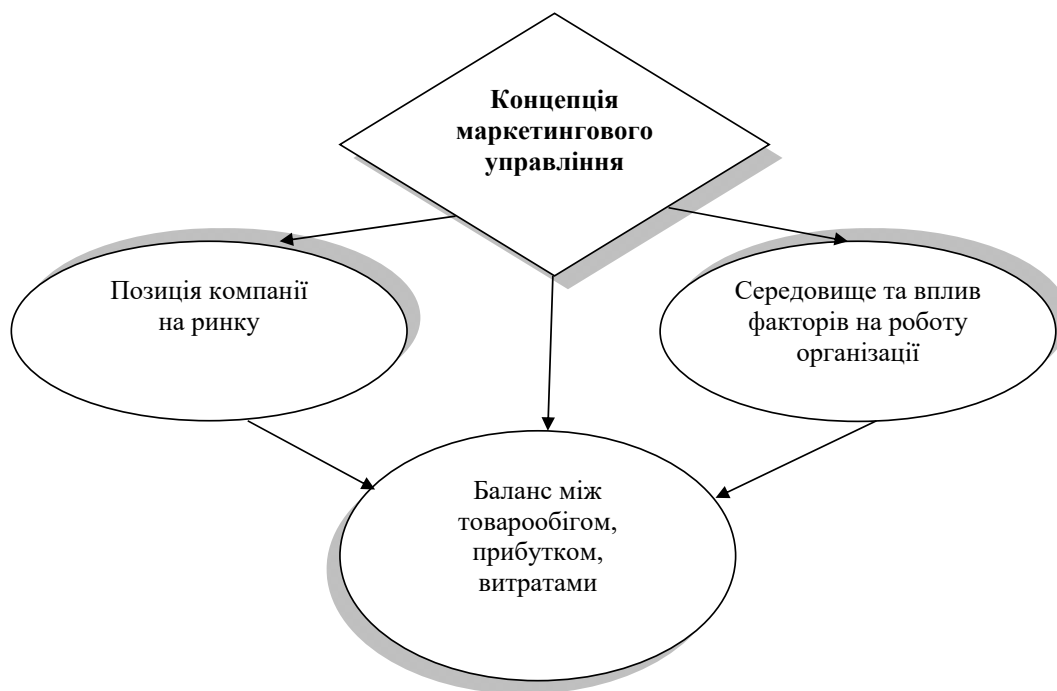 Концепція
маркетингового
управління
Позиція компанії
на ринку
Середовище та вплив
факторів на роботу
організації
Баланс між
товарообігом,
прибутком,
витратами